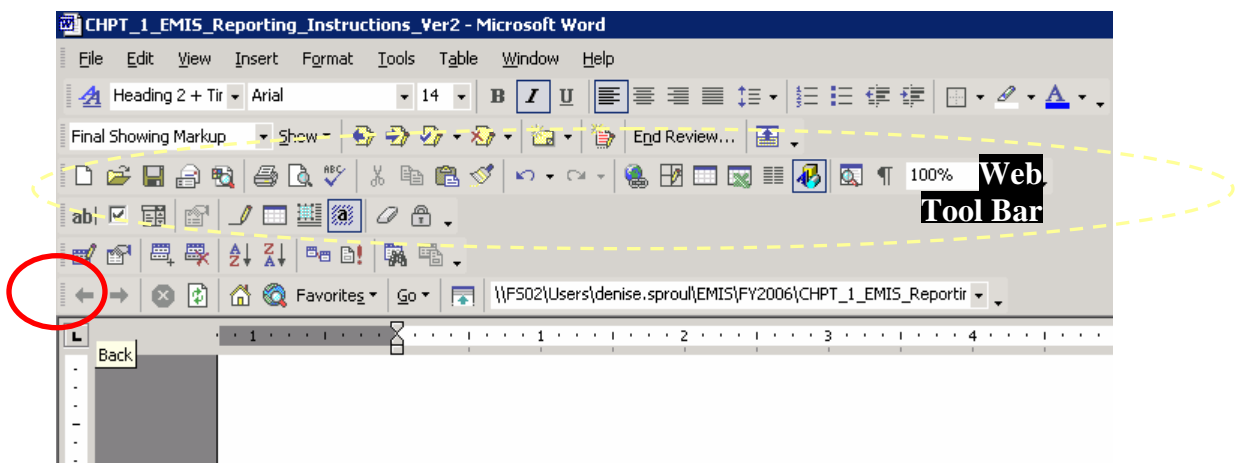 CHPT_1_EMIS_Reporting_Instructions_Ver2 - Microsoft Word
File Edit View Insert Format Tools Table Window Help
Heading 2 + Tir Arial 14 B I U
Final Showing Markup Show End Review...
ABC 100% Web
ab| a Tool Bar
A Z Z A
Favorites Go \\FS02\Users\denise.sproul\EMIS\FY2006\CHPT_1_EMIS_Reportir
L 1 1 2 3 4
Back